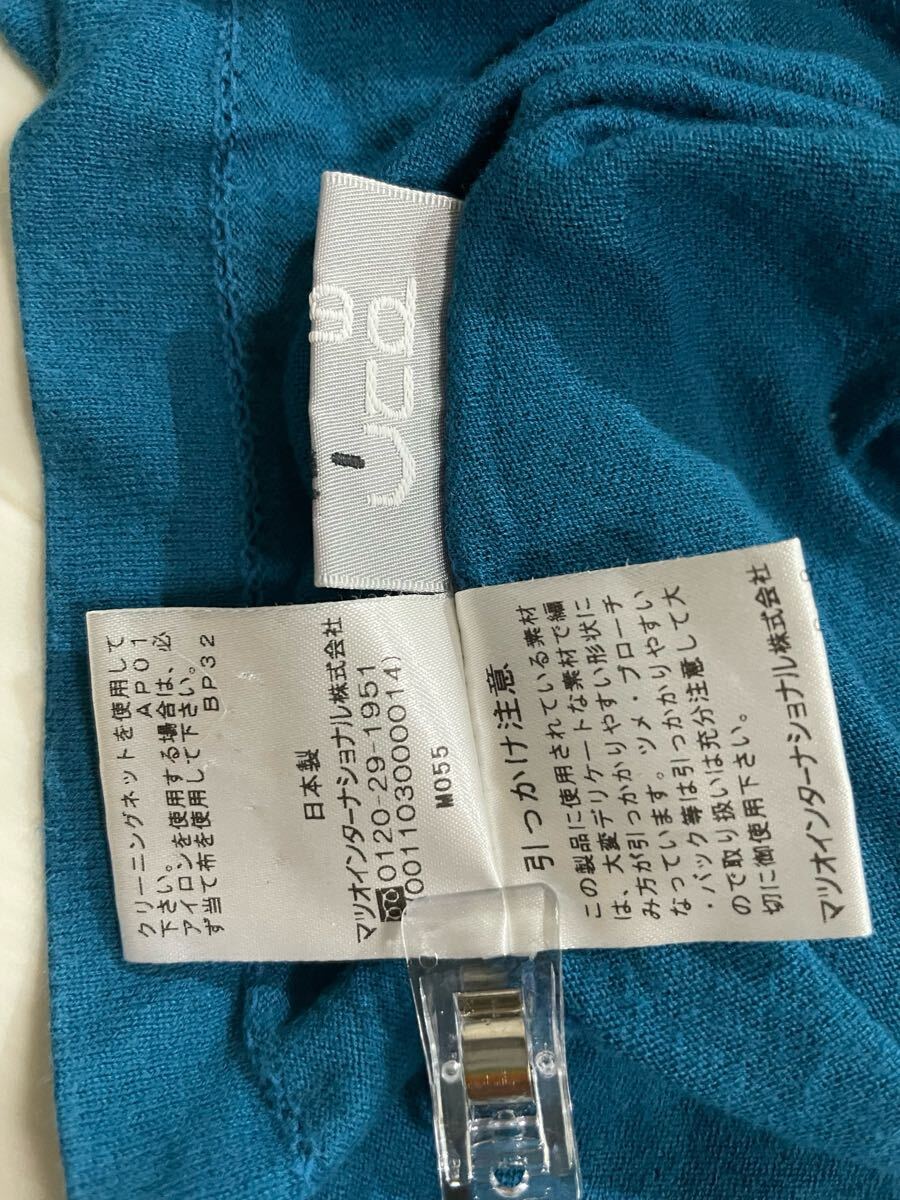 クリーニングネットを使用して
下さい。 AP01
アイロンを使用する場合は、必
ず当て布を使用して下さい。
BP32
日本製
マリオインターナショナル株式会社
0120-29-1951
(001103000014)
M055
引っかけ注意
この製品に使用されている素材
は、大変デリケートな素材で編
み方が引っかかりやすい形状に
なっています。ツメ・ブローチ
・バック等は引っかかりやすい
ので取り扱いは充分注意して大
切に御使用下さい。
マリオインターナショナル株式会社